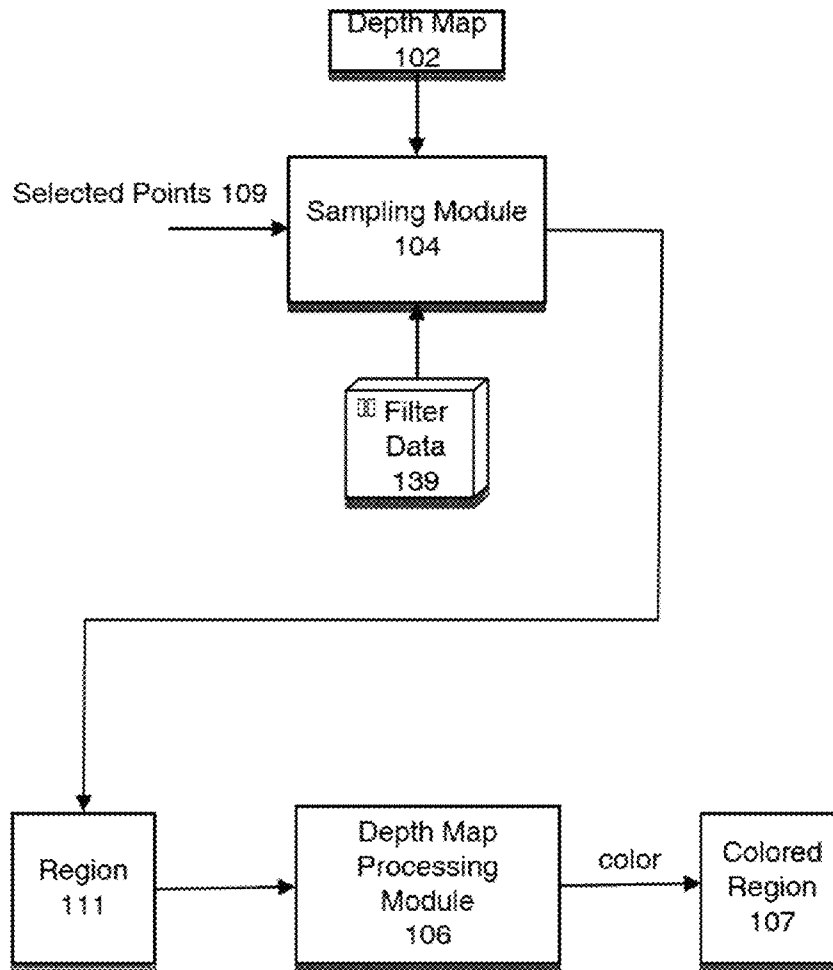 Depth Map
102
Selected Points 109
Sampling Module
104
Filter
Data
139
Region
111
Depth Map
Processing
Module
106
color
Colored
Region
107